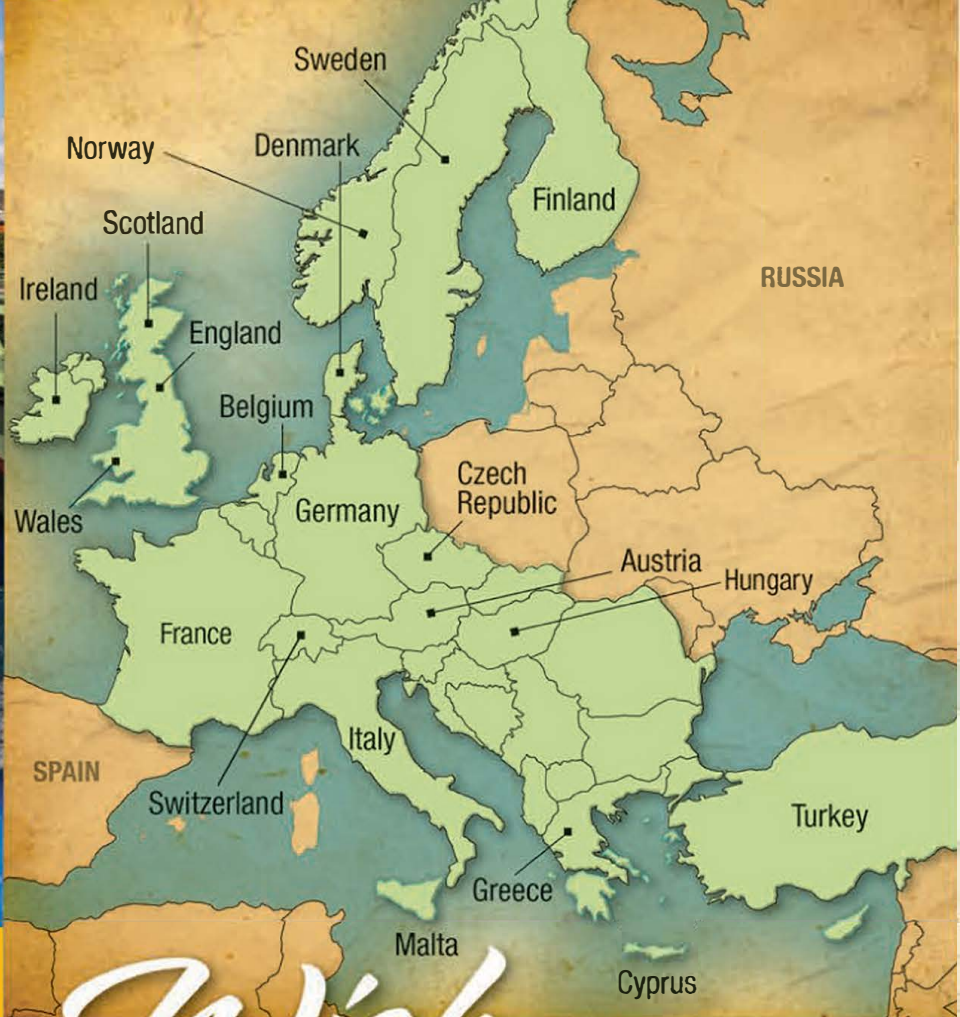 Sweden
Norway
Denmark
Finland
Scotland
RUSSIA
Ireland
England
Belgium
Czech
Republic
Germany
Wales
Austria
Hungary
France
Italy
SPAIN
Switzerland
Turkey
Greece
Malta
Cyprus